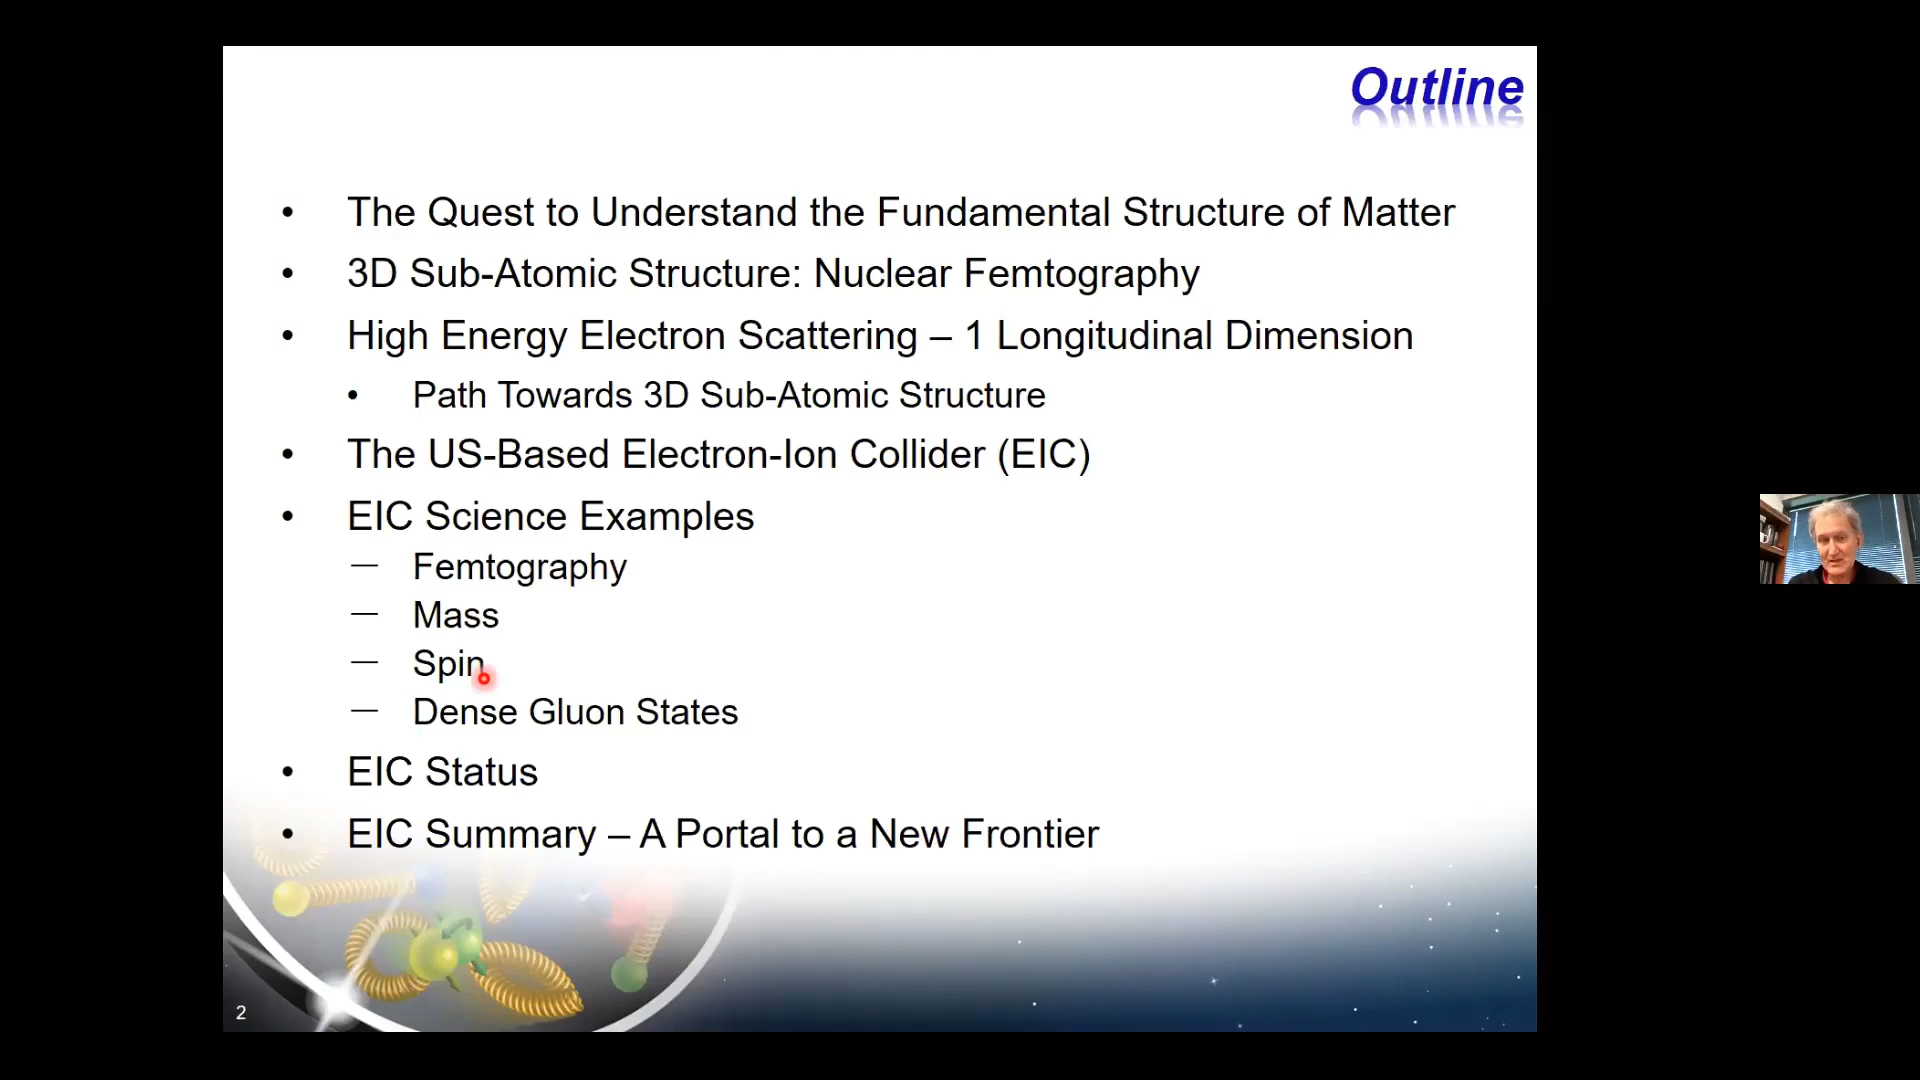 Outline
• The Quest to Understand the Fundamental Structure of Matter
• 3D Sub-Atomic Structure: Nuclear Femtography
• High Energy Electron Scattering – 1 Longitudinal Dimension
• Path Towards 3D Sub-Atomic Structure
• The US-Based Electron-Ion Collider (EIC)
• EIC Science Examples
— Femtography
— Mass
— Spin
— Dense Gluon States
• EIC Status
• EIC Summary – A Portal to a New Frontier
2